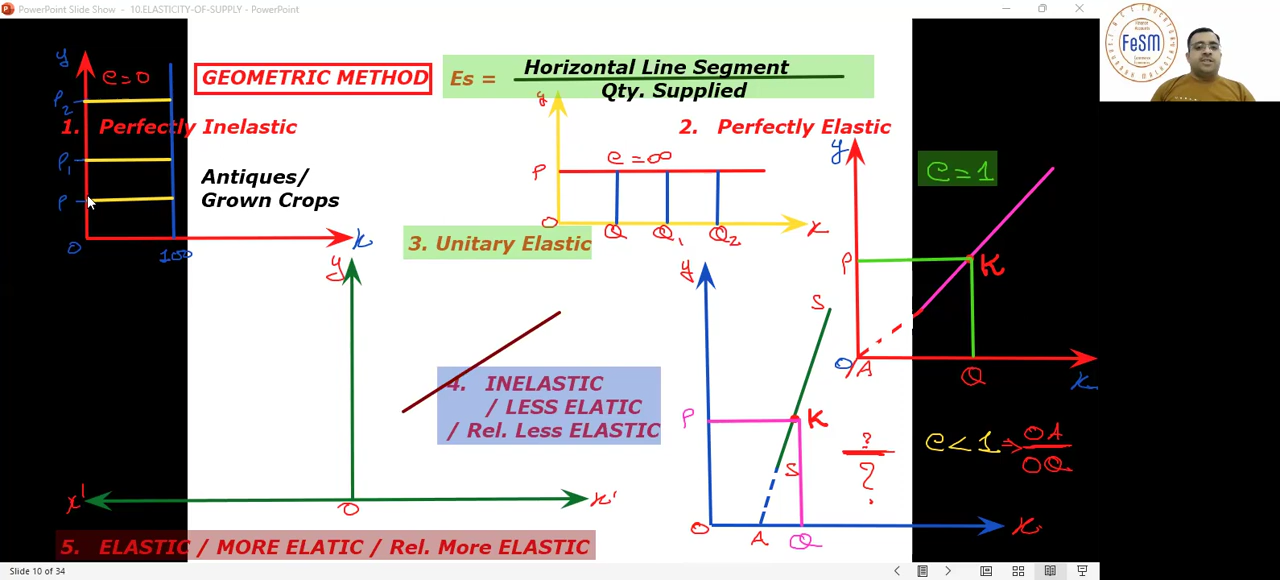 PowerPoint Slide Show - 10.ELASTICITY-OF-SUPPLY - PowerPoint
FeSM
y
e=0
P2
P1
P
0
100
x
GEOMETRIC METHOD
Es = Horizontal Line Segment
Qty. Supplied
1. Perfectly Inelastic
Antiques/
Grown Crops
2. Perfectly Elastic
y
e=∞
P
O
Q Q1 Q2 x
3. Unitary Elastic
y
e=1
P
K
O/A
Q
x
4. INELASTIC
/ LESS ELATIC
/ Rel. Less ELASTIC
y
S
P
K
S
O
A
Q
x
?
?
e<1 ⇒ OA
OQ
y
x'
O
x'
5. ELASTIC / MORE ELATIC / Rel. More ELASTIC
Slide 10 of 34